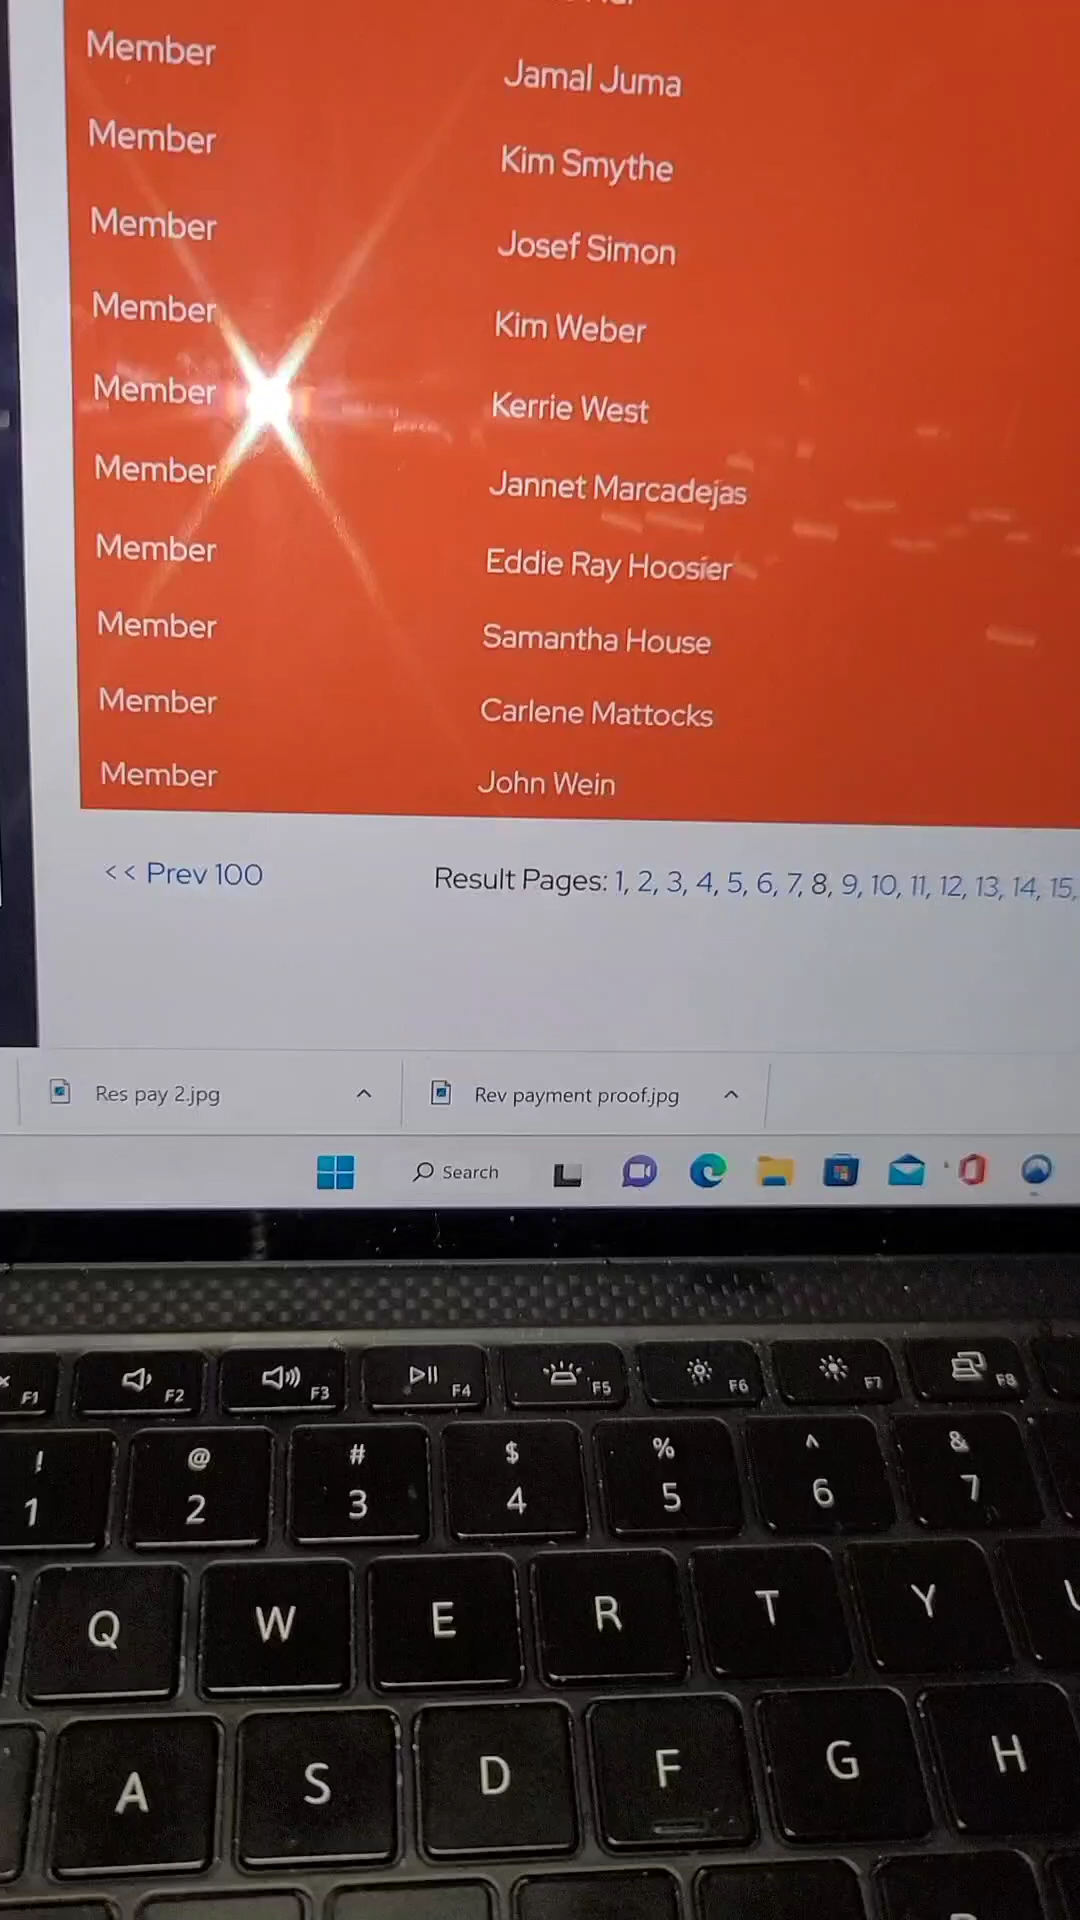 Member Jamal Juma
Member Kim Smythe
Member Josef Simon
Member Kim Weber
Member Kerrie West
Member Jannet Marcadejas
Member Eddie Ray Hoosier
Member Samantha House
Member Carlene Mattocks
Member John Wein
<< Prev 100 Result Pages: 1, 2, 3, 4, 5, 6, 7, 8, 9, 10, 11, 12, 13, 14, 15,
Res pay 2.jpg Rev payment proof.jpg
Search
F1 F2 F3 F4 F5 F6 F7 F8
! @ # $ % ^ &
1 2 3 4 5 6 7
Q W E R T Y
A S D F G H